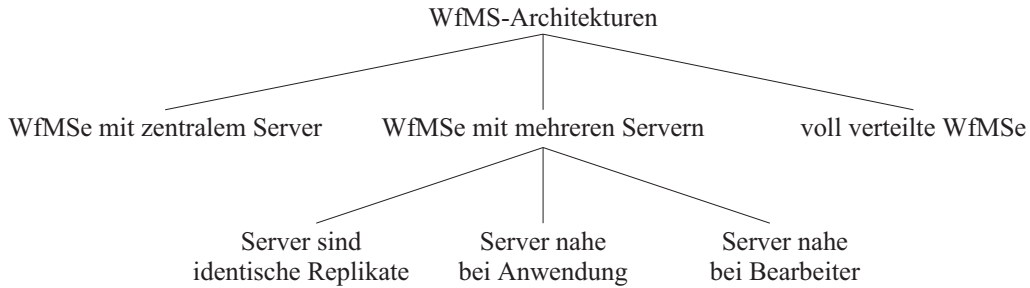 WfMS-Architekturen
WfMSe mit zentralem Server
WfMSe mit mehreren Servern
voll verteilte WfMSe
Server sind
identische Replikate
Server nahe
bei Anwendung
Server nahe
bei Bearbeiter